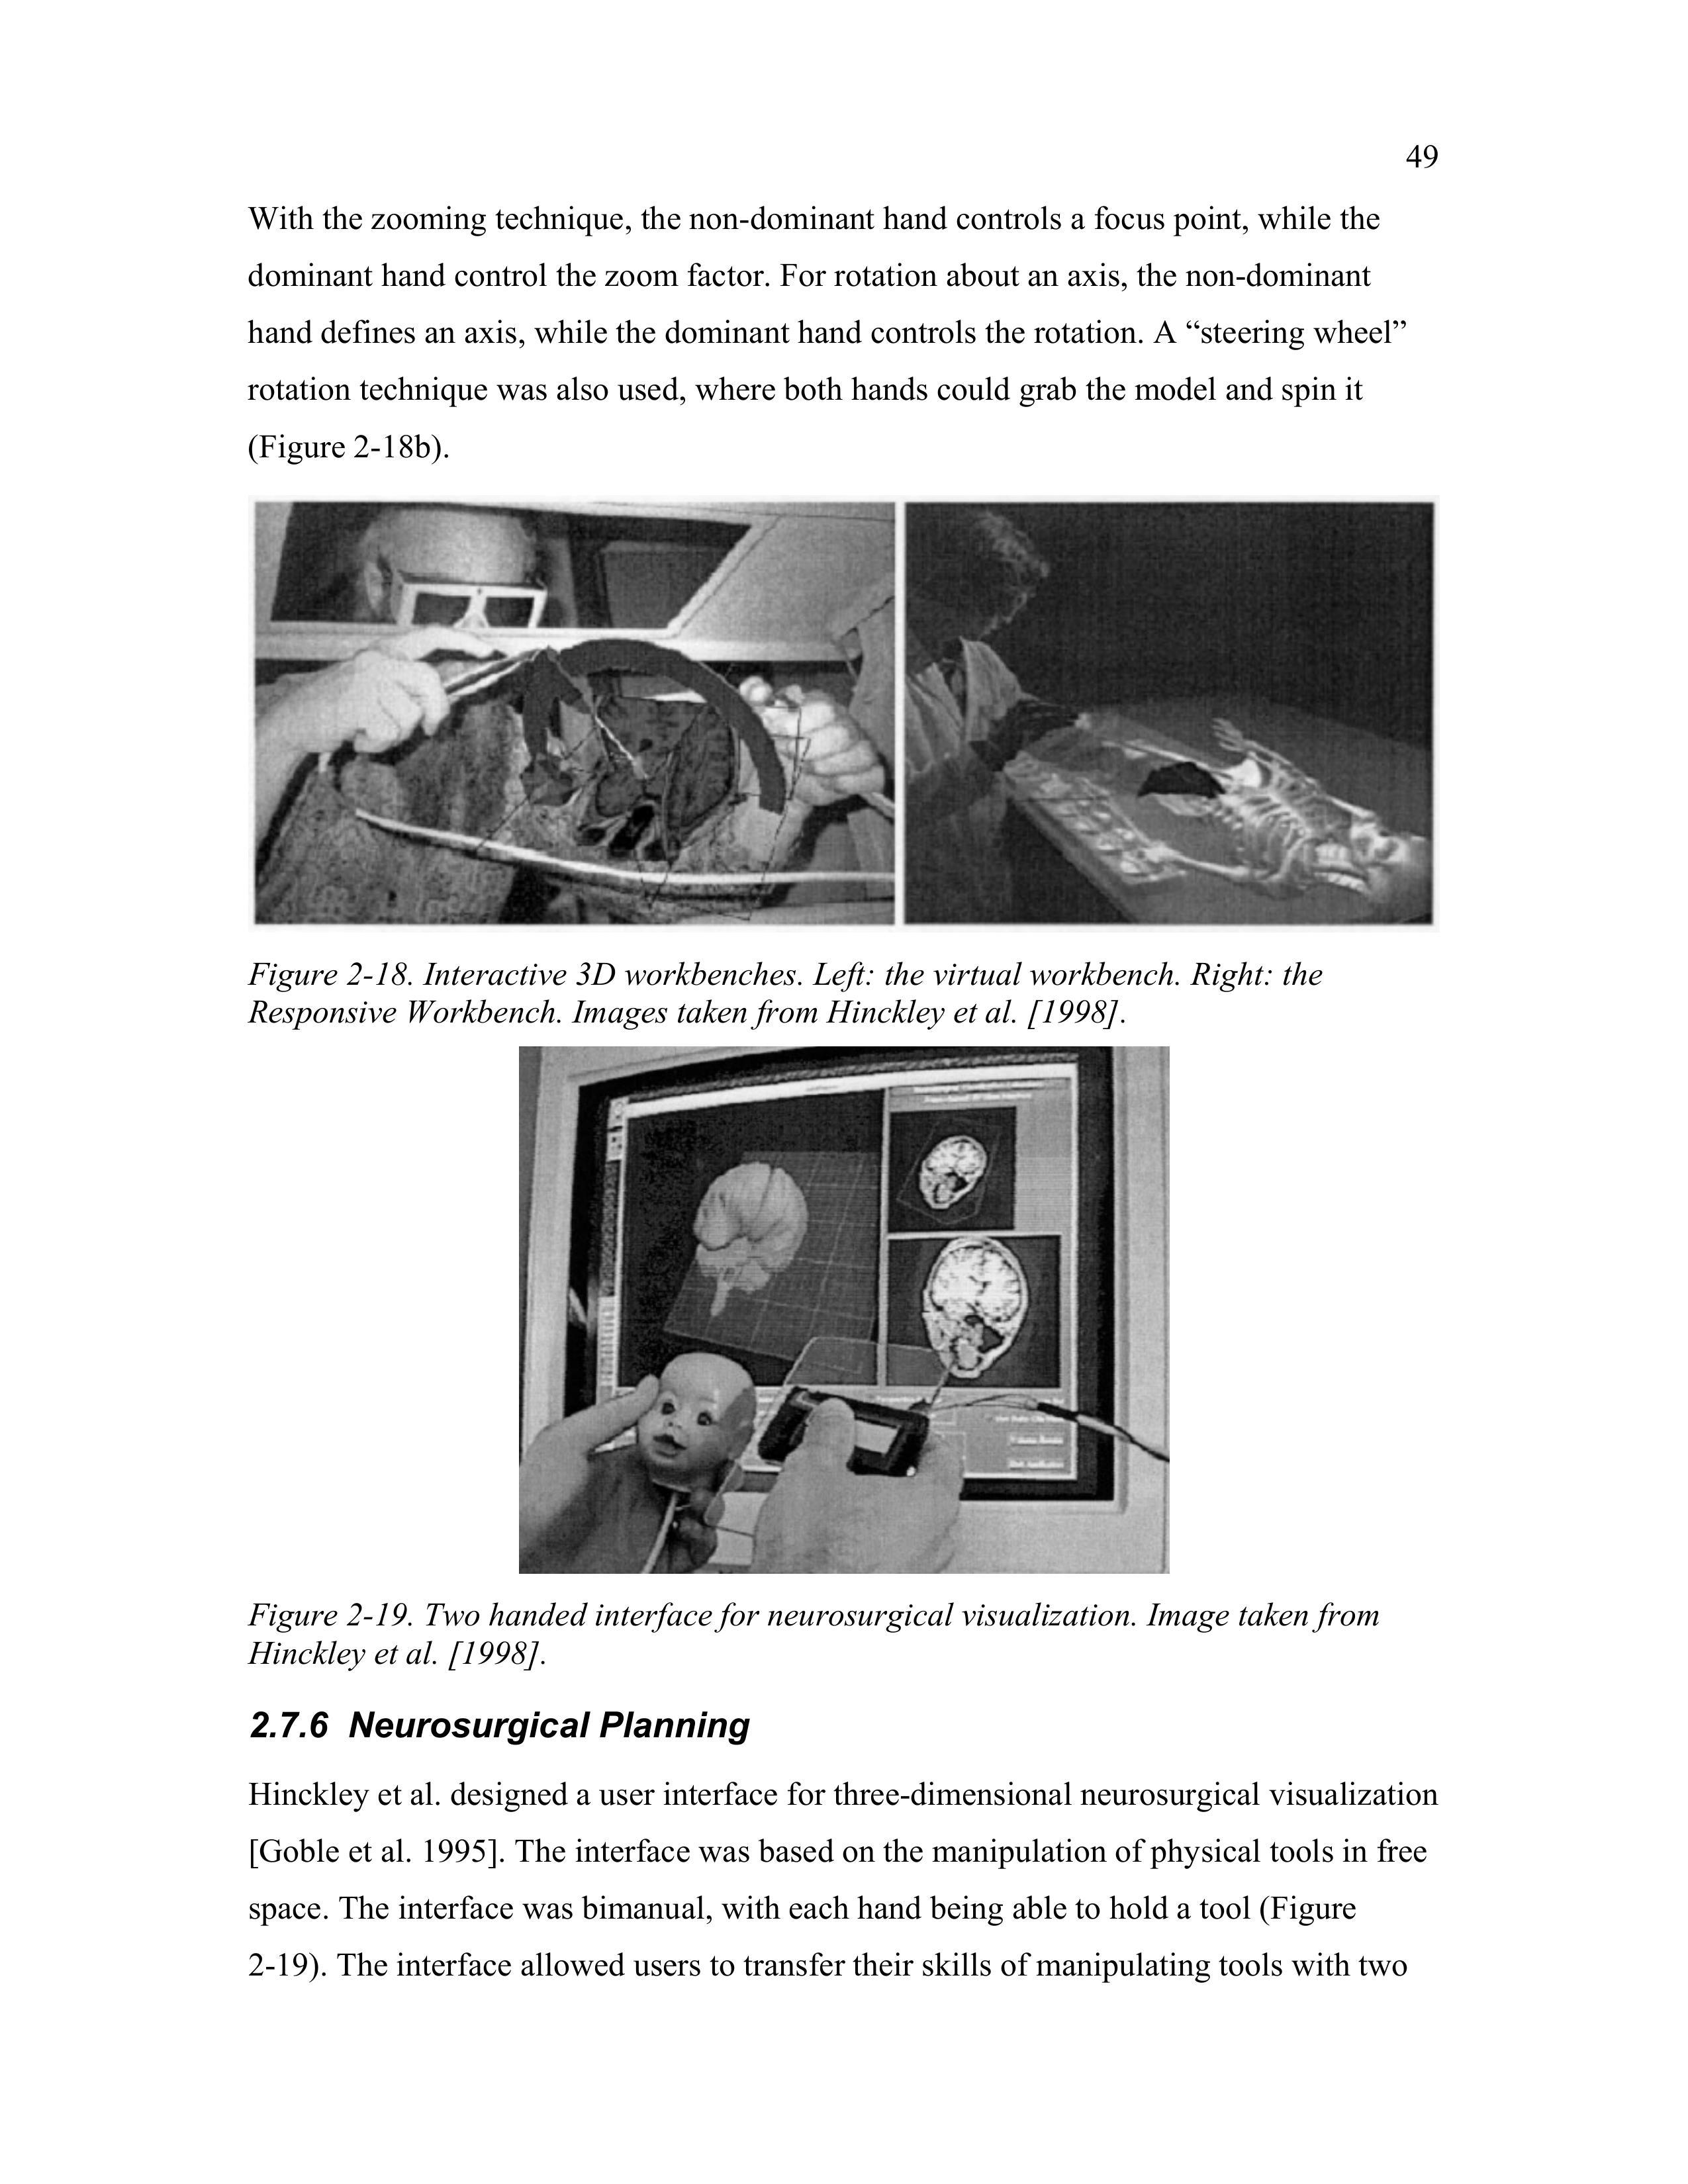 49
With the zooming technique, the non-dominant hand controls a focus point, while the
dominant hand control the zoom factor. For rotation about an axis, the non-dominant
hand defines an axis, while the dominant hand controls the rotation. A “steering wheel”
rotation technique was also used, where both hands could grab the model and spin it
(Figure 2-18b).
Figure 2-18. Interactive 3D workbenches. Left: the virtual workbench. Right: the
Responsive Workbench. Images taken from Hinckley et al. [1998].
Figure 2-19. Two handed interface for neurosurgical visualization. Image taken from
Hinckley et al. [1998].
2.7.6 Neurosurgical Planning
Hinckley et al. designed a user interface for three-dimensional neurosurgical visualization
[Goble et al. 1995]. The interface was based on the manipulation of physical tools in free
space. The interface was bimanual, with each hand being able to hold a tool (Figure
2-19). The interface allowed users to transfer their skills of manipulating tools with two